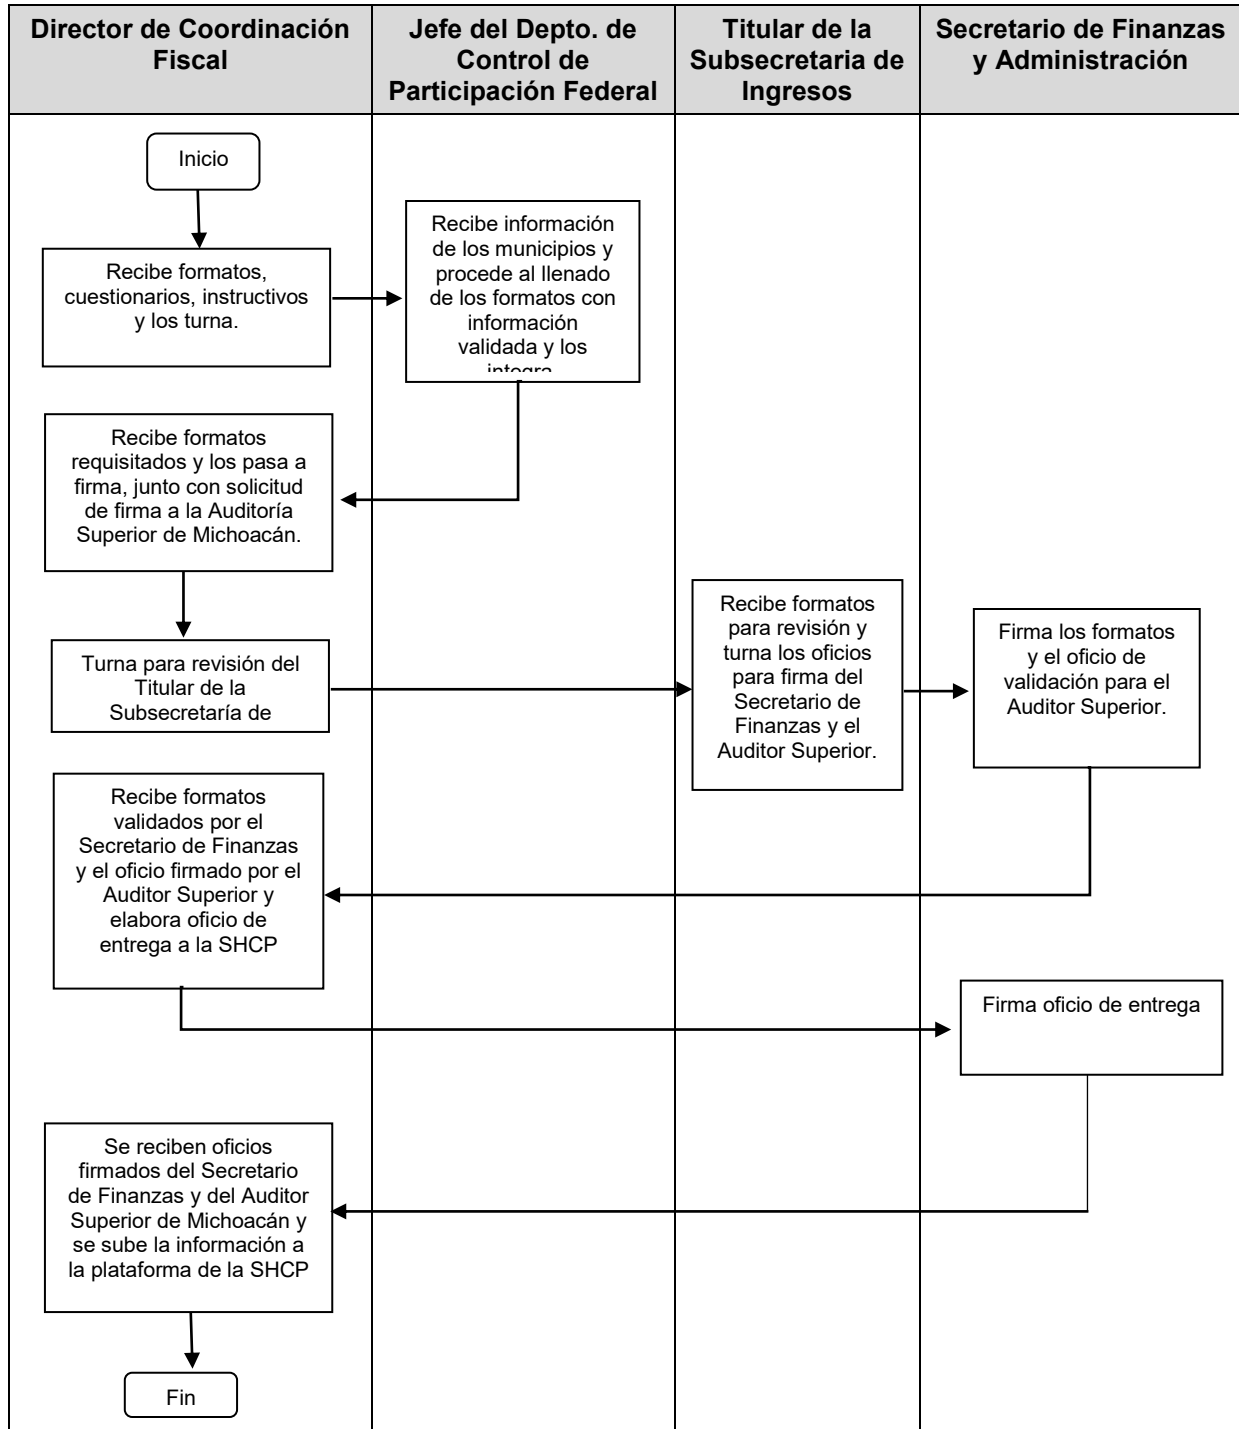 Director de Coordinación
Fiscal
Jefe del Depto. de
Control de
Participación Federal
Titular de la
Subsecretaria de
Ingresos
Secretario de Finanzas
y Administración
Inicio
Recibe formatos,
cuestionarios, instructivos
y los turna.
Recibe información
de los municipios y
procede al llenado
de los formatos con
información
validada y los
integra
Recibe formatos
requisitados y los pasa a
firma, junto con solicitud
de firma a la Auditoría
Superior de Michoacán.
Turna para revisión del
Titular de la
Subsecretaría de
Recibe formatos
para revisión y
turna los oficios
para firma del
Secretario de
Finanzas y el
Auditor Superior.
Firma los formatos
y el oficio de
validación para el
Auditor Superior.
Recibe formatos
validados por el
Secretario de Finanzas
y el oficio firmado por el
Auditor Superior y
elabora oficio de
entrega a la SHCP
Firma oficio de entrega
Se reciben oficios
firmados del Secretario
de Finanzas y del Auditor
Superior de Michoacán y
se sube la información a
la plataforma de la SHCP
Fin